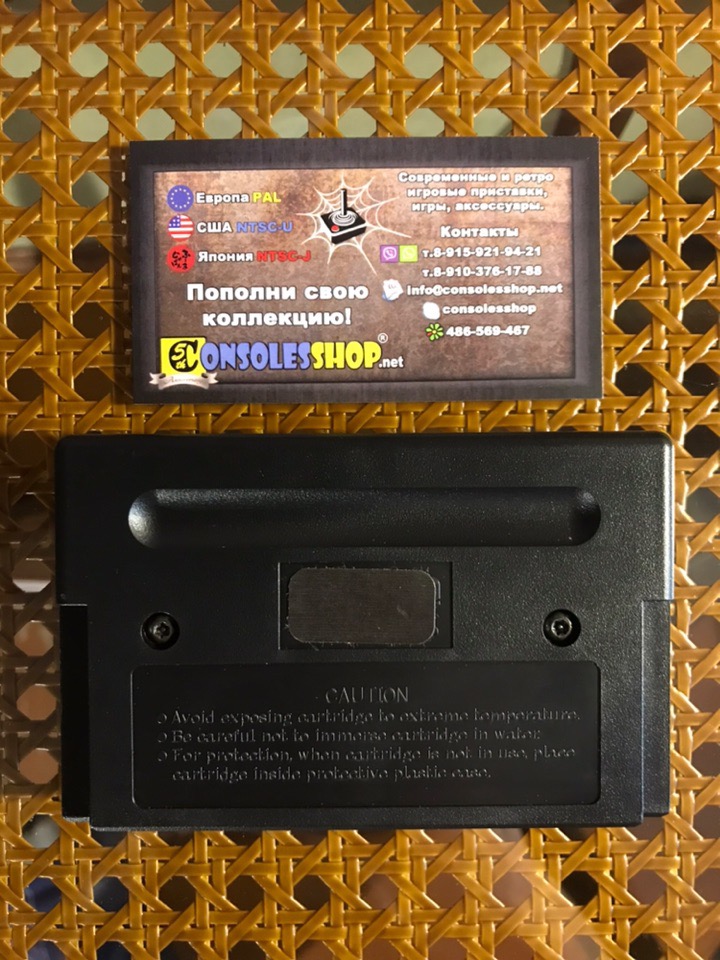 Европа PAL
США NTSC-U
Япония NTSC-J
Современные и ретро
игровые приставки,
игры, аксессуары.
Контакты
т.8-915-921-94-21
т.8-910-376-17-88
info@consolesshop.net
consolesshop
486-569-467
Пополни свою
коллекцию!
CONSOLESSHOP®.net
CAUTION
Avoid exposing cartridge to extreme temperature.
Be careful not to immerse cartridge in water.
For protection, when cartridge is not in use, place
cartridge inside protective plastic case.